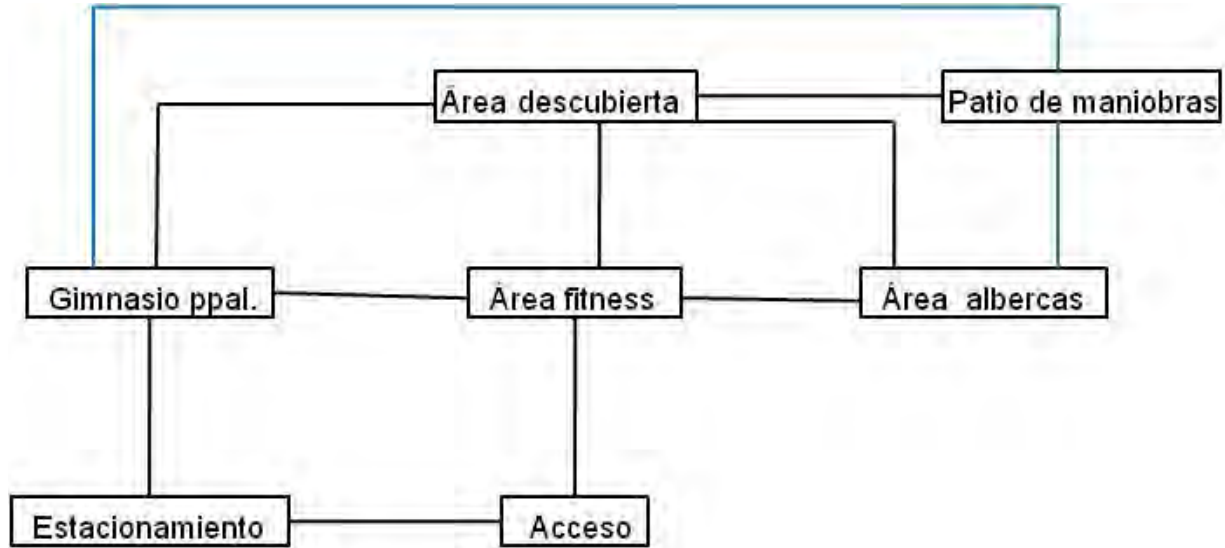 Área descubierta
Patio de maniobras
Gimnasio ppal.
Área fitness
Área albercas
Estacionamiento
Acceso